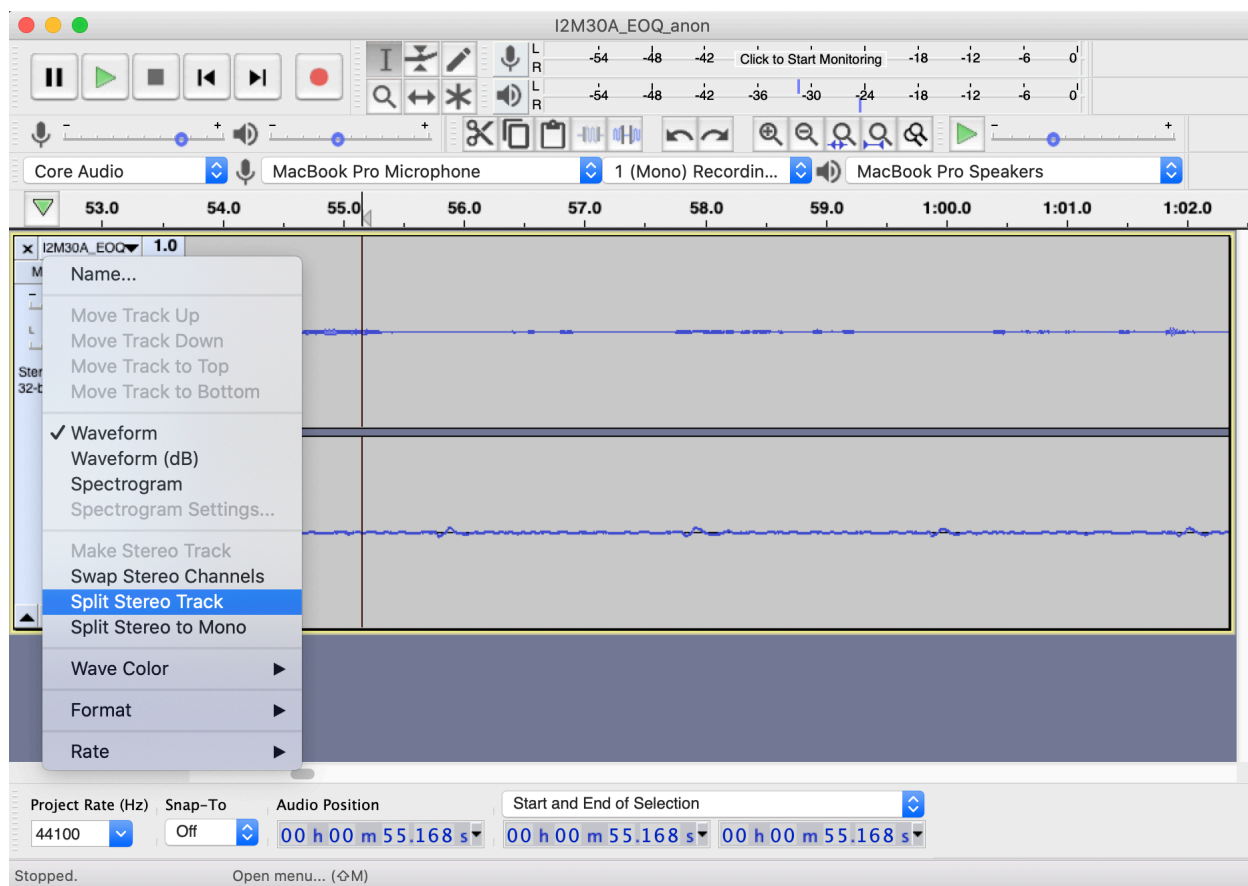 I2M30A_EOQ_anon
L R -54 -48 -42 Click to Start Monitoring -18 -12 -6 0
L R -54 -48 -42 -36 -30 -24 -18 -12 -6 0
- + - + - +
Core Audio MacBook Pro Microphone 1 (Mono) Recordin... MacBook Pro Speakers
53.0 54.0 55.0 56.0 57.0 58.0 59.0 1:00.0 1:01.0 1:02.0
x I2M30A_EOQ 1.0
M
Name...
-
Move Track Up
L
Move Track Down
Move Track to Top
Ster
32-b
Move Track to Bottom
✓ Waveform
Waveform (dB)
Spectrogram
Spectrogram Settings...
Make Stereo Track
Swap Stereo Channels
Split Stereo Track
Split Stereo to Mono
Wave Color
Format
Rate
Project Rate (Hz) Snap-To Audio Position Start and End of Selection
44100 Off 00 h 00 m 55.168 s 00 h 00 m 55.168 s 00 h 00 m 55.168 s
Stopped. Open menu... (⇧M)